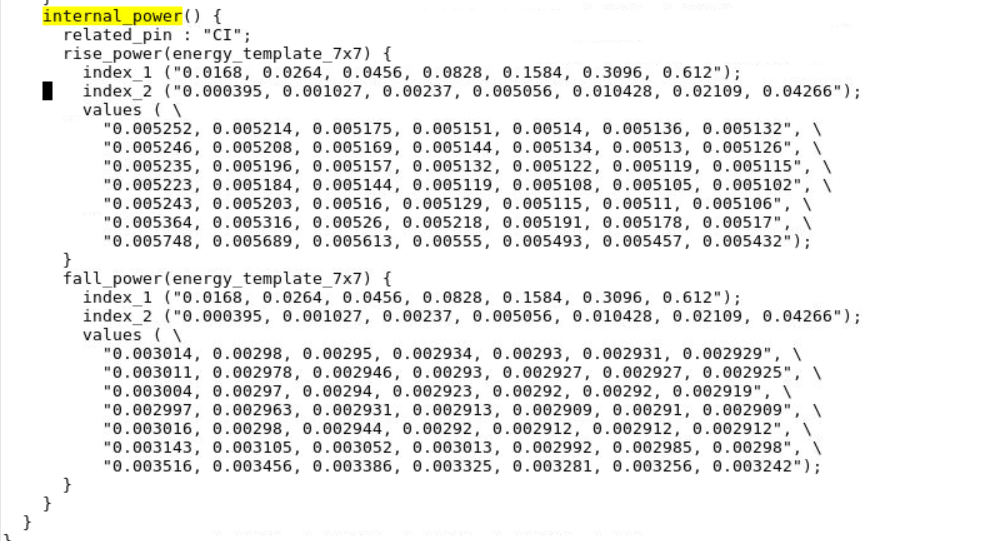 }
internal_power() {
related_pin : "CI";
rise_power(energy_template_7x7) {
index_1 ("0.0168, 0.0264, 0.0456, 0.0828, 0.1584, 0.3096, 0.612");
index_2 ("0.000395, 0.001027, 0.00237, 0.005056, 0.010428, 0.02109, 0.04266");
values ( \
"0.005252, 0.005214, 0.005175, 0.005151, 0.00514, 0.005136, 0.005132", \
"0.005246, 0.005208, 0.005169, 0.005144, 0.005134, 0.00513, 0.005126", \
"0.005235, 0.005196, 0.005157, 0.005132, 0.005122, 0.005119, 0.005115", \
"0.005223, 0.005184, 0.005144, 0.005119, 0.005108, 0.005105, 0.005102", \
"0.005243, 0.005203, 0.00516, 0.005129, 0.005115, 0.00511, 0.005106", \
"0.005364, 0.005316, 0.00526, 0.005218, 0.005191, 0.005178, 0.00517", \
"0.005748, 0.005689, 0.005613, 0.00555, 0.005493, 0.005457, 0.005432");
}
fall_power(energy_template_7x7) {
index_1 ("0.0168, 0.0264, 0.0456, 0.0828, 0.1584, 0.3096, 0.612");
index_2 ("0.000395, 0.001027, 0.00237, 0.005056, 0.010428, 0.02109, 0.04266");
values ( \
"0.003014, 0.00298, 0.00295, 0.002934, 0.00293, 0.002931, 0.002929", \
"0.003011, 0.002978, 0.002946, 0.00293, 0.002927, 0.002927, 0.002925", \
"0.003004, 0.00297, 0.00294, 0.002923, 0.00292, 0.00292, 0.002919", \
"0.002997, 0.002963, 0.002931, 0.002913, 0.002909, 0.00291, 0.002909", \
"0.003016, 0.00298, 0.002944, 0.00292, 0.002912, 0.002912, 0.002912", \
"0.003143, 0.003105, 0.003052, 0.003013, 0.002992, 0.002985, 0.00298", \
"0.003516, 0.003456, 0.003386, 0.003325, 0.003281, 0.003256, 0.003242");
}
}
}
}